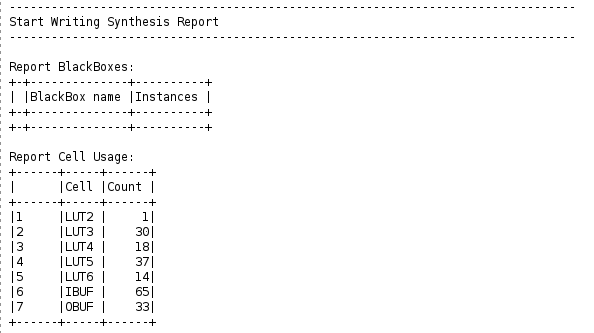 ---------------------------------------------------------------------------------
Start Writing Synthesis Report
---------------------------------------------------------------------------------

Report BlackBoxes: 
+-+--------------+----------+
| |BlackBox name |Instances |
+-+--------------+----------+
+-+--------------+----------+

Report Cell Usage: 
+------+-----+------+
|      |Cell |Count |
+------+-----+------+
|1     |LUT2 |     1|
|2     |LUT3 |    30|
|3     |LUT4 |    18|
|4     |LUT5 |    37|
|5     |LUT6 |    14|
|6     |IBUF |    65|
|7     |OBUF |    33|
+------+-----+------+